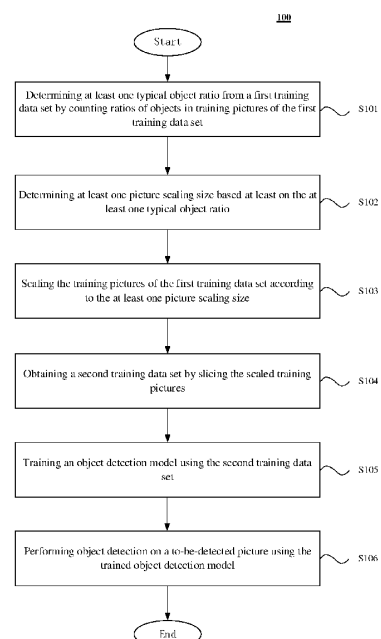 100
Start
Determining at least one typical object ratio from a first training
data set by counting ratios of objects in training pictures of the first
training data set
S101
Determining at least one picture scaling size based at least on the at
least one typical object ratio
S102
Scaling the training pictures of the first training data set according
to the at least one picture scaling size
S103
Obtaining a second training data set by slicing the scaled training
pictures
S104
Training an object detection model using the second training data
set
S105
Performing object detection on a to-be-detected picture using the
trained object detection model
S106
End